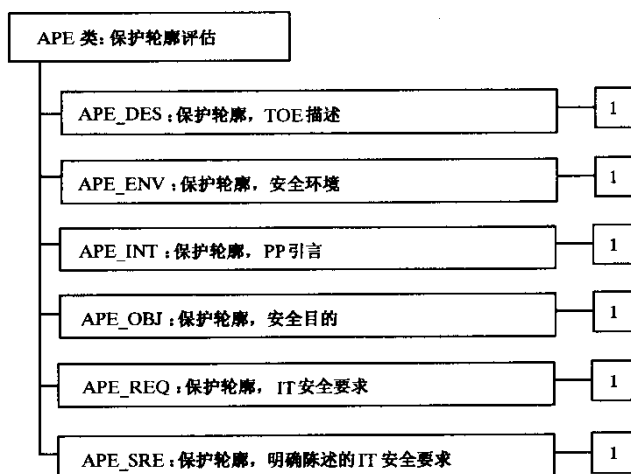 APE 类:保护轮廓评估
APE_DES :保护轮廓,TOE描述 1
APE_ENV :保护轮廓,安全环境 1
APE_INT :保护轮廓,PP引言 1
APE_OBJ :保护轮廓,安全目的 1
APE_REQ :保护轮廓,IT安全要求 1
APE_SRE :保护轮廓,明确陈述的IT 安全要求 1